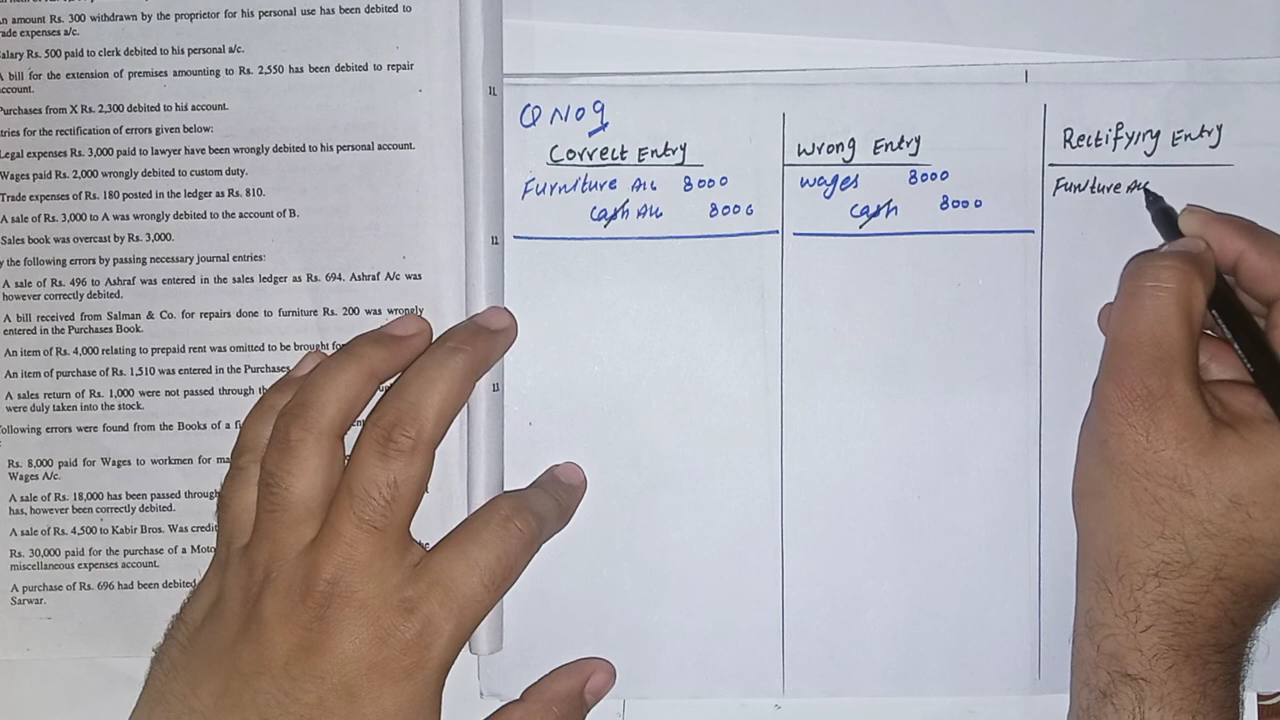 An amount Rs. 300 withdrawn by the proprietor for his personal use has been debited to
ade expenses a/c.
alary Rs. 500 paid to clerk debited to his personal a/c.
A bill for the extension of premises amounting to Rs. 2,550 has been debited to repair
ccount.
Purchases from X Rs. 2,300 debited to his account.
tries for the rectification of errors given below:
Legal expenses Rs. 3,000 paid to lawyer have been wrongly debited to his personal account.
Wages paid Rs. 2,000 wrongly debited to custom duty.
Trade expenses of Rs. 180 posted in the ledger as Rs. 810.
A sale of Rs. 3,000 to A was wrongly debited to the account of B.
Sales book was overcast by Rs. 3,000.
y the following errors by passing necessary journal entries:
A sale of Rs. 496 to Ashraf was entered in the sales ledger as Rs. 694. Ashraf A/c was
however correctly debited.
A bill received from Salman & Co. for repairs done to furniture Rs. 200 was wrongly
entered in the Purchases Book.
An item of Rs. 4,000 relating to prepaid rent was omitted to be brought
An item of purchase of Rs. 1,510 was entered in the Purchases
A sales return of Rs. 1,000 were not passed through
were duly taken into the stock.
ollowing errors were found from the Books of a
Rs. 8,000 paid for Wages to workmen for
Wages A/c.
A sale of Rs. 18,000 has been passed through
has, however been correctly debited.
A sale of Rs. 4,500 to Kabir Bros. Was
Rs. 30,000 paid for the purchase of a
miscellaneous expenses account.
A purchase of Rs. 696 had been debited
Sarwar.
11
11
11
Q No 9
Correct Entry
Furniture A/c 8000
cash A/c 8000
Wrong Entry
wages 8000
cash 8000
Rectifying Entry
Funiture A/c